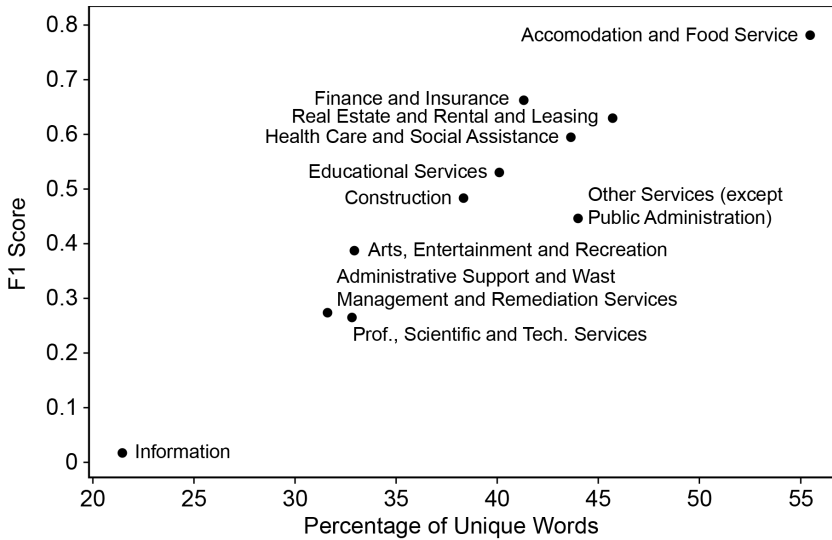 0.8
Accomodation and Food Service
0.7
Finance and Insurance
Real Estate and Rental and Leasing
0.6
Health Care and Social Assistance
Educational Services
0.5
Construction
Other Services (except
Public Administration)
0.4
Arts, Entertainment and Recreation
Administrative Support and Wast
0.3
Management and Remediation Services
Prof., Scientific and Tech. Services
0.2
0.1
Information
0
F1 Score
20 25 30 35 40 45 50 55
Percentage of Unique Words